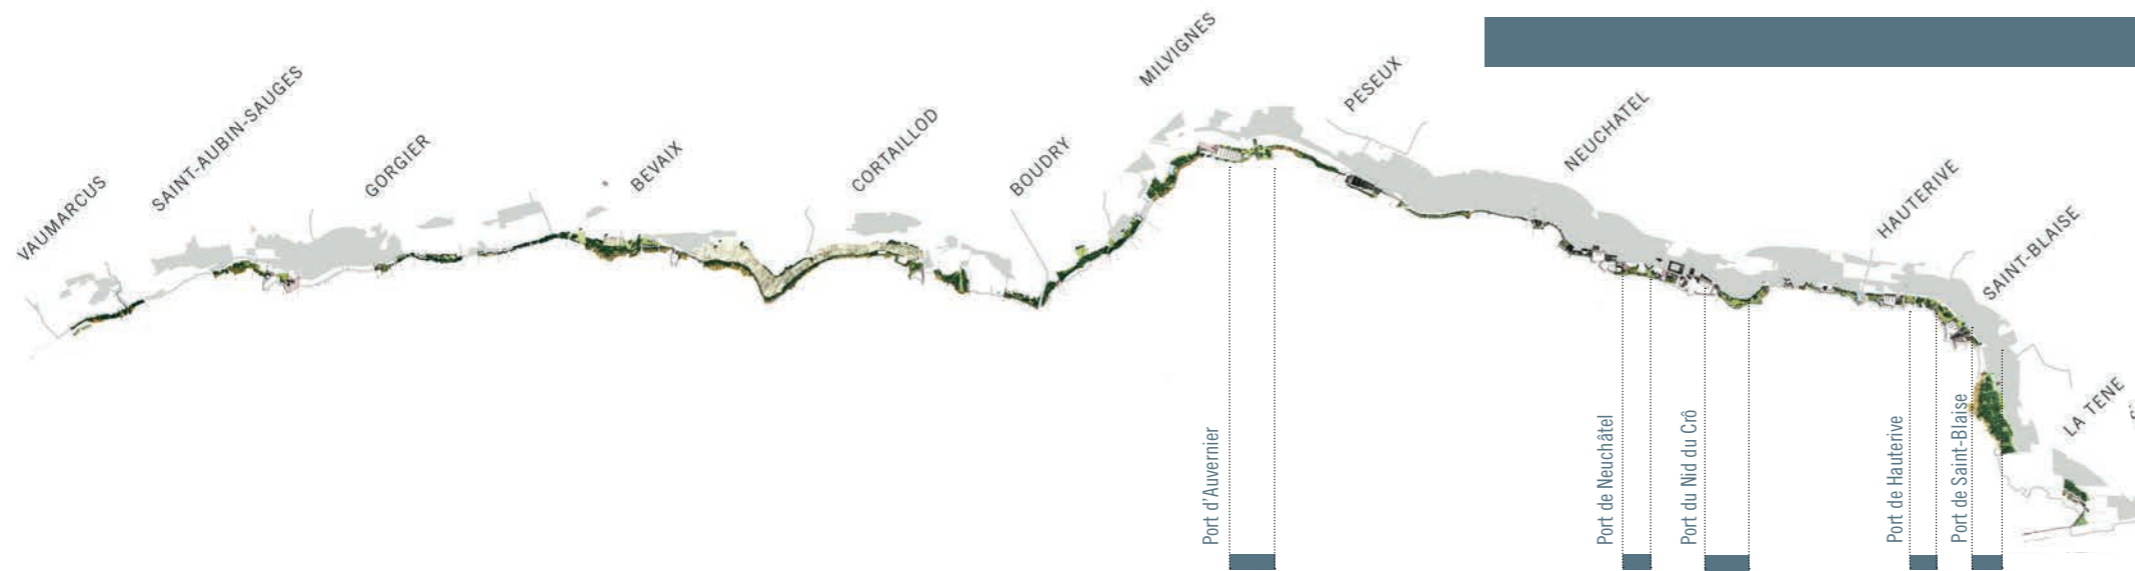 VAUMARCUS
SAINT-AUBIN-SAUGES
GORGIER
BEVAIX
CORTAILLOD
BOUDRY
MILVIGNES
PESEUX
NEUCHATEL
HAUTERIVE
SAINT-BLAISE
LA TENE
Port d'Auvernier
Port de Neuchâtel
Port du Nid du Crô
Port de Hauterive
Port de Saint-Blaise